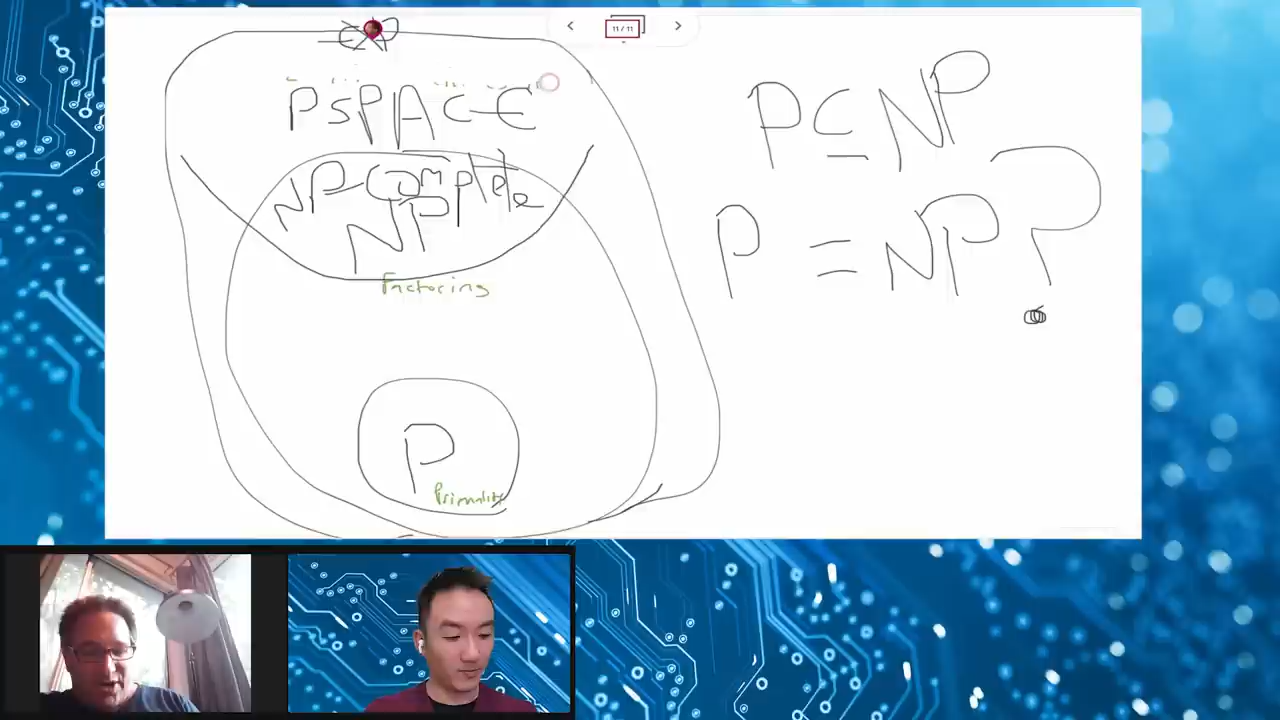 11 / 11
EXP
PSPACE
NP Complete
NP
Factoring
P
Primality
P ⊆ NP
P = NP ?